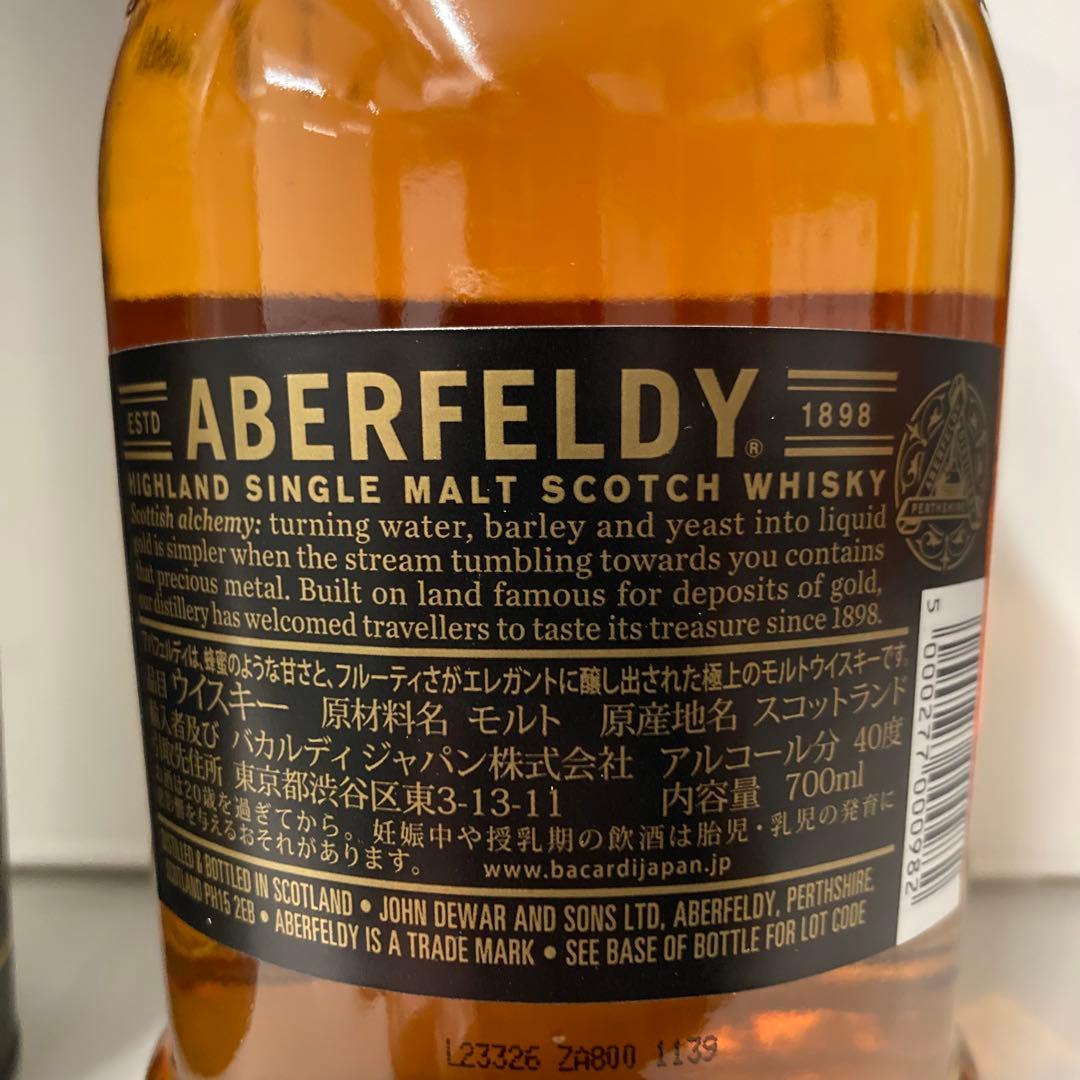 ESTD ABERFELDY® 1898
HIGHLAND SINGLE MALT SCOTCH WHISKY
ABERFELDY
PERTHSHIRE
Scottish alchemy: turning water, barley and yeast into liquid
gold is simpler when the stream tumbling towards you contains
that precious metal. Built on land famous for deposits of gold,
our distillery has welcomed travellers to taste its treasure since 1898.
アバフェルディは、蜂蜜のような甘さと、フルーティさがエレガントに醸し出された極上のモルトウイスキーです。
品目 ウイスキー 原材料名 モルト 原産地名 スコットランド
輸入者及び バカルディ ジャパン株式会社 アルコール分 40度
引取先住所 東京都渋谷区東3-13-11 内容量 700ml
お酒は20歳を過ぎてから。妊娠中や授乳期の飲酒は胎児・乳児の発育に
悪影響を与えるおそれがあります。 www.bacardijapan.jp
DISTILLED & BOTTLED IN SCOTLAND • JOHN DEWAR AND SONS LTD, ABERFELDY, PERTHSHIRE,
SCOTLAND PH15 2EB • ABERFELDY IS A TRADE MARK • SEE BASE OF BOTTLE FOR LOT CODE
5 000277 000982
L23326 ZA800 1139